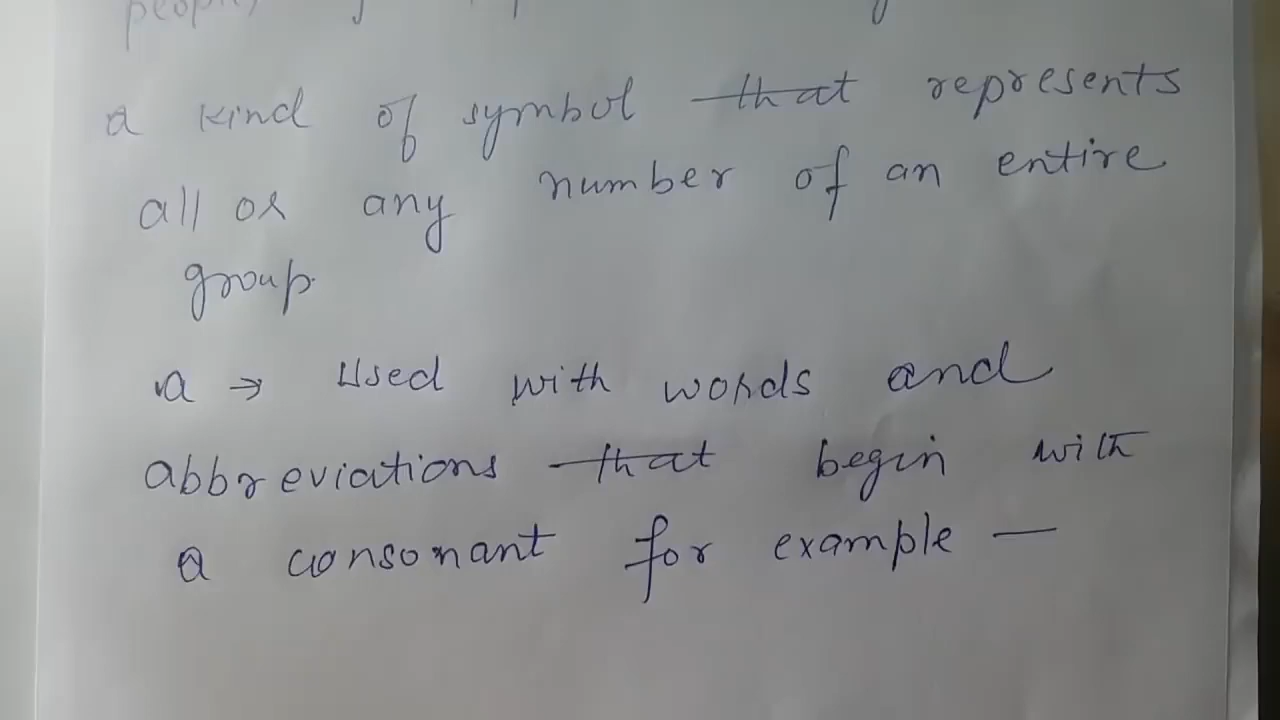 a kind of symbol that represents
all or any number of an entire
group.
a → Used with words and
abbreviations that begin with
a consonant for example —